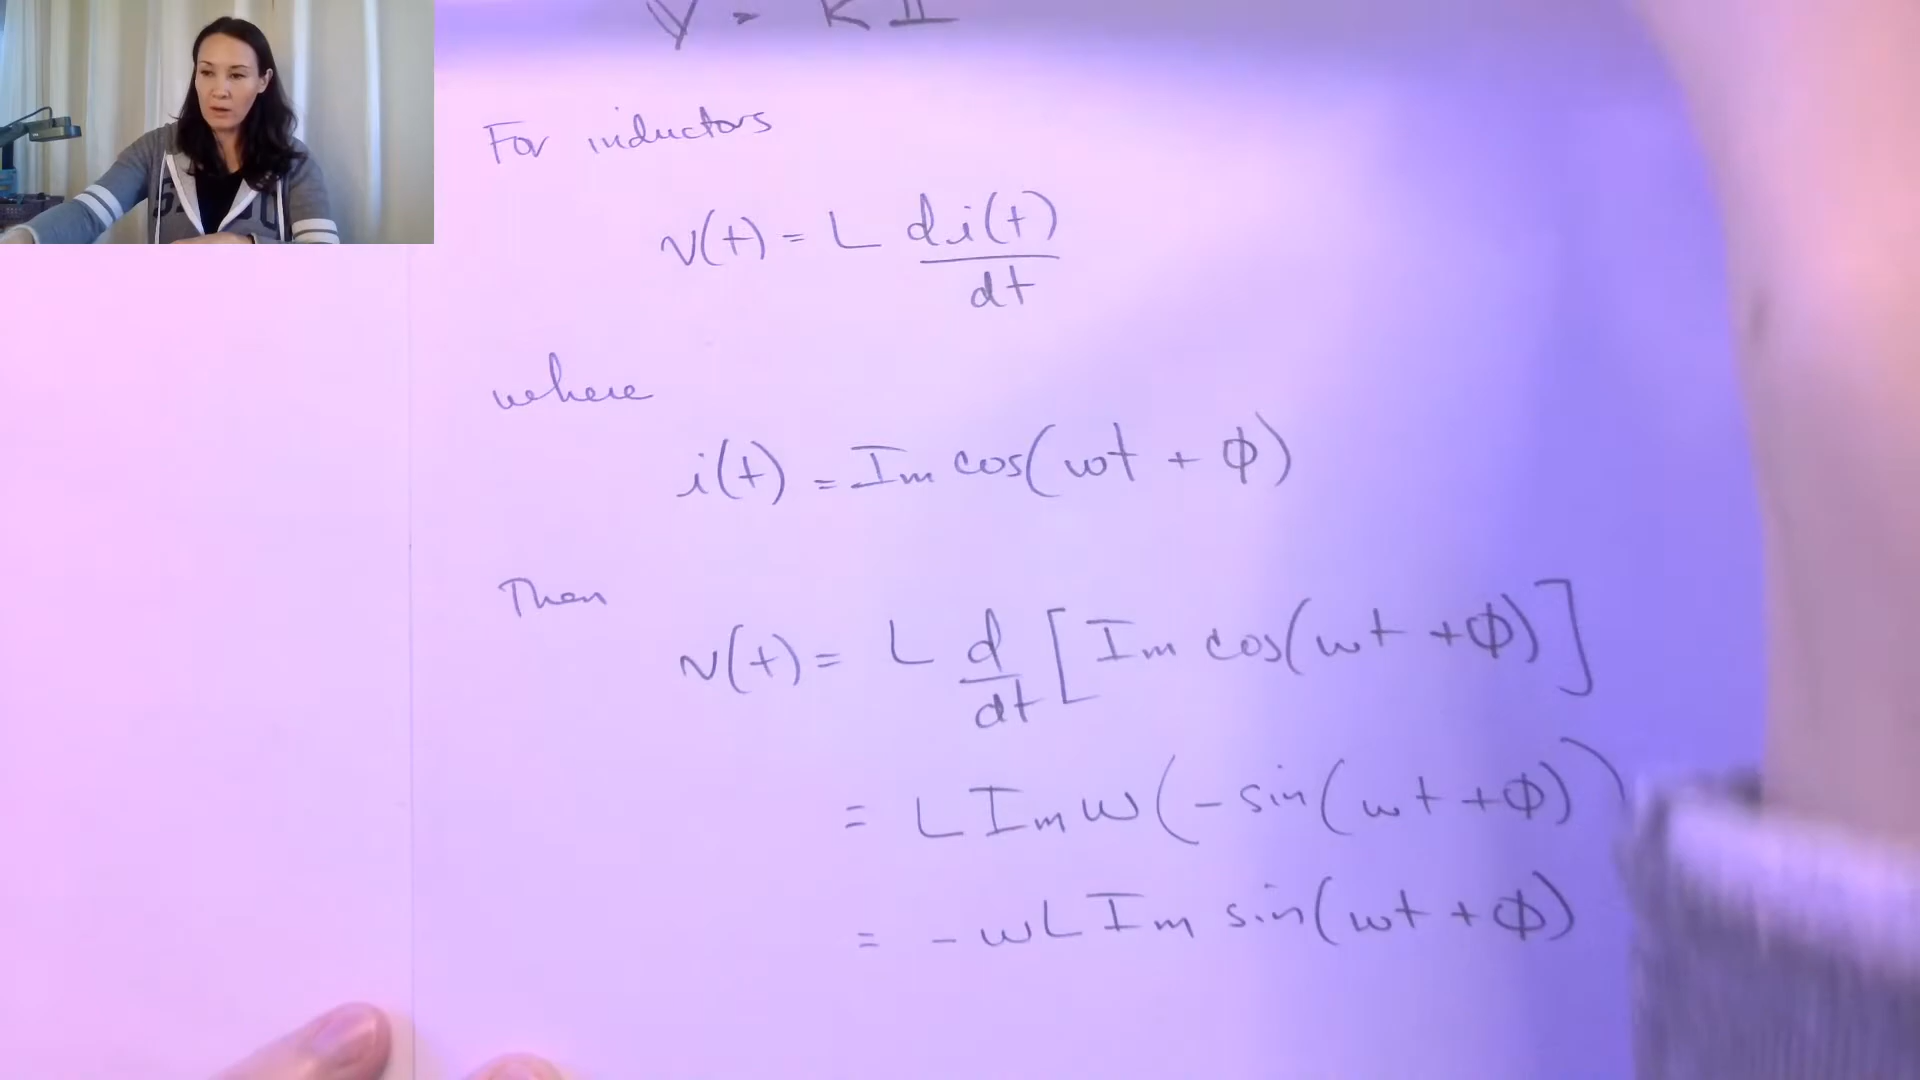 V = R I
For inductors
v(t) = L di(t)/dt
where
i(t) = Im cos(ωt + φ)
Then
v(t) = L d/dt [Im cos(ωt + φ)]
= L Im ω (- sin(ωt + φ))
= - ωL Im sin(ωt + φ)